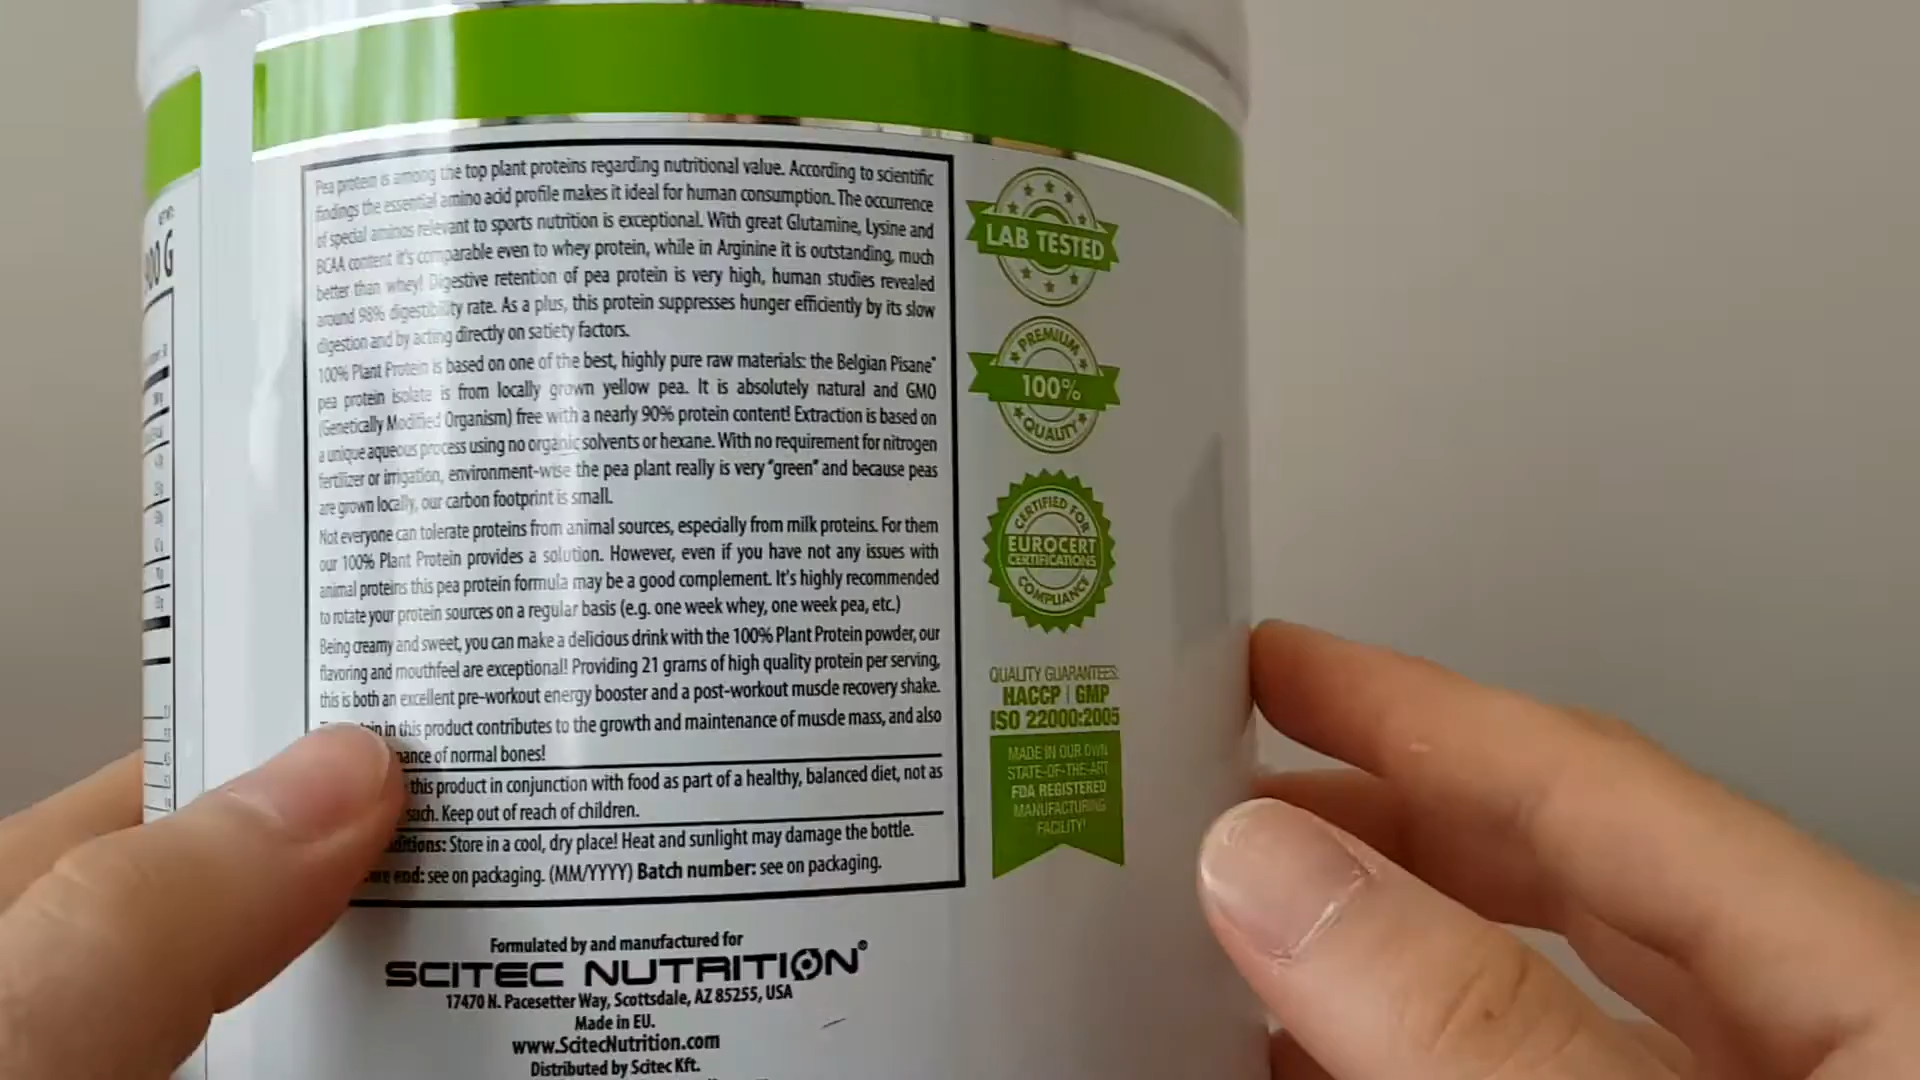 Pea protein is among the top plant proteins regarding nutritional value. According to scientific
findings the essential amino acid profile makes it ideal for human consumption. The occurrence
of special aminos relevant to sports nutrition is exceptional. With great Glutamine, Lysine and
BCAA content it's comparable even to whey protein, while in Arginine it is outstanding, much
better than whey! Digestive retention of pea protein is very high, human studies revealed
around 98% digestibility rate. As a plus, this protein suppresses hunger efficiently by its slow
digestion and by acting directly on satiety factors.
100% Plant Protein is based on one of the best, highly pure raw materials: the Belgian Pisane®
pea protein isolate is from locally grown yellow pea. It is absolutely natural and GMO
(Genetically Modified Organism) free with a nearly 90% protein content! Extraction is based on
a unique aqueous process using no organic solvents or hexane. With no requirement for nitrogen
fertilizer or irrigation, environment-wise the pea plant really is very "green" and because peas
are grown locally, our carbon footprint is small.
Not everyone can tolerate proteins from animal sources, especially from milk proteins. For them
our 100% Plant Protein provides a solution. However, even if you have not any issues with
animal proteins this pea protein formula may be a good complement. It's highly recommended
to rotate your protein sources on a regular basis (e.g. one week whey, one week pea, etc.)
Being creamy and sweet, you can make a delicious drink with the 100% Plant Protein powder, our
flavoring and mouthfeel are exceptional! Providing 21 grams of high quality protein per serving,
this is both an excellent pre-workout energy booster and a post-workout muscle recovery shake.
in this product contributes to the growth and maintenance of muscle mass, and also
of normal bones!
this product in conjunction with food as part of a healthy, balanced diet, not as
such. Keep out of reach of children.
Store in a cool, dry place! Heat and sunlight may damage the bottle.
end: see on packaging. (MM/YYYY) Batch number: see on packaging.
Formulated by and manufactured for
SCITEC NUTRITION®
17470 N. Pacesetter Way, Scottsdale, AZ 85255, USA
Made in EU.
www.ScitecNutrition.com
Distributed by Scitec Kft.
LAB TESTED
PREMIUM
100%
QUALITY
CERTIFIED FOR
EUROCERT
CERTIFICATIONS
COMPLIANCE
QUALITY GUARANTEES:
HACCP | GMP
ISO 22000:2005
MADE IN OUR OWN
STATE-OF-THE-ART
FDA REGISTERED
MANUFACTURING
FACILITY!